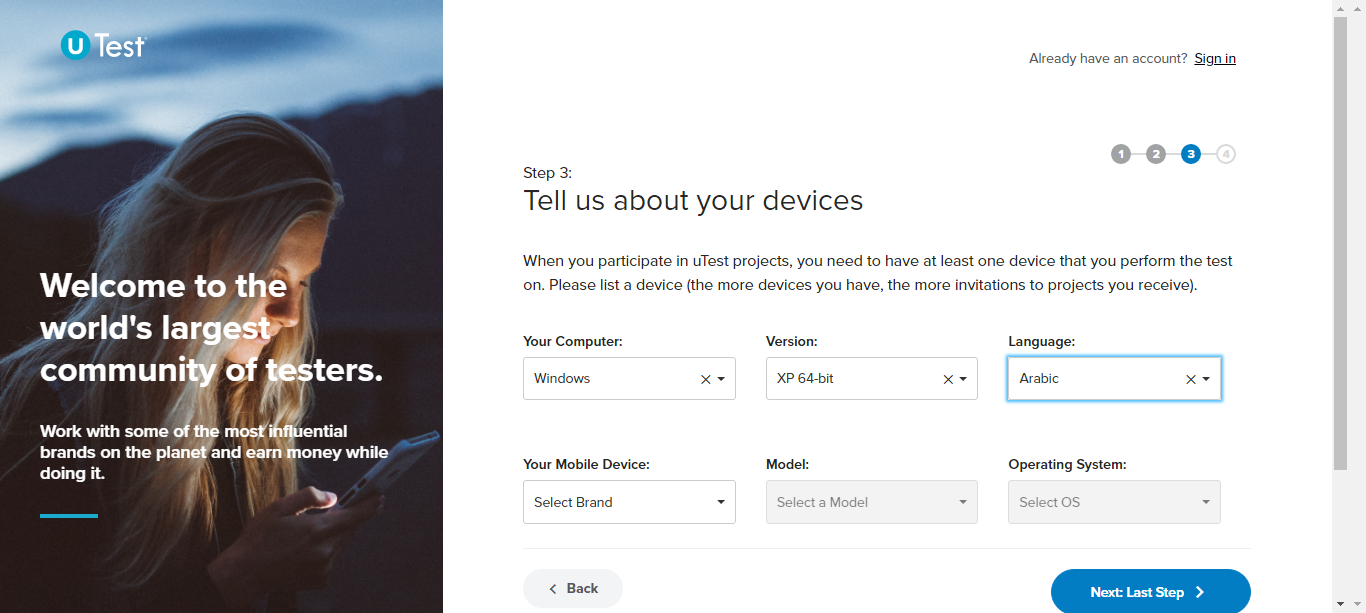 U Test
Already have an account? Sign in
1 2 3 4
Step 3:
Tell us about your devices
When you participate in uTest projects, you need to have at least one device that you perform the test
on. Please list a device (the more devices you have, the more invitations to projects you receive).
Your Computer: Version: Language:
Windows XP 64-bit Arabic
Your Mobile Device: Model: Operating System:
Select Brand Select a Model Select OS
Back Next: Last Step
Welcome to the
world's largest
community of testers.
Work with some of the most influential
brands on the planet and earn money while
doing it.